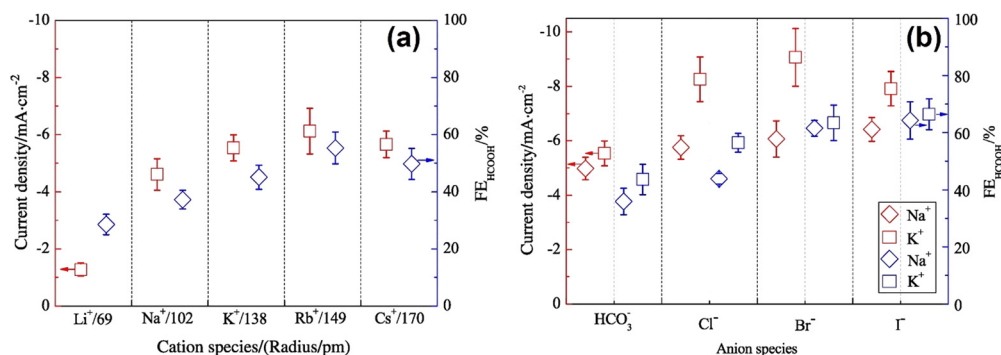 (a)
Current density/mA·cm⁻²
-10
-8
-6
-4
-2
0
100
80
60
40
20
0
FE_HCOOH/%
Li⁺/69 Na⁺/102 K⁺/138 Rb⁺/149 Cs⁺/170
Cation species/(Radius/pm)
(b)
Current density/mA·cm⁻²
-10
-8
-6
-4
-2
0
100
80
60
40
20
0
FE_HCOOH/%
Na⁺
K⁺
Na⁺
K⁺
HCO₃⁻ Cl⁻ Br⁻ I⁻
Anion species